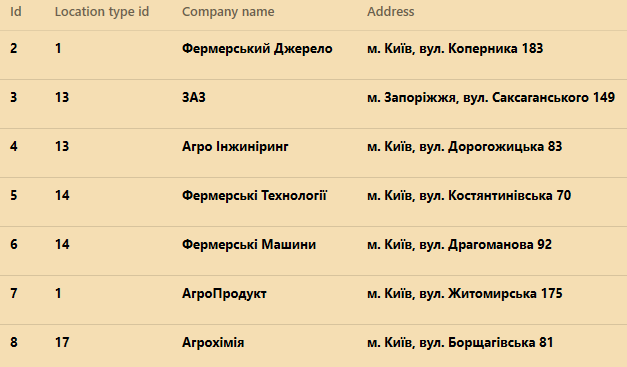 Id Location type id Company name Address
2 1 Фермерський Джерело м. Київ, вул. Коперника 183
3 13 ЗАЗ м. Запоріжжя, вул. Саксаганського 149
4 13 Агро Інжиніринг м. Київ, вул. Дорогожицька 83
5 14 Фермерські Технології м. Київ, вул. Костянтинівська 70
6 14 Фермерські Машини м. Київ, вул. Драгоманова 92
7 1 АгроПродукт м. Київ, вул. Житомирська 175
8 17 Агрохімія м. Київ, вул. Борщагівська 81